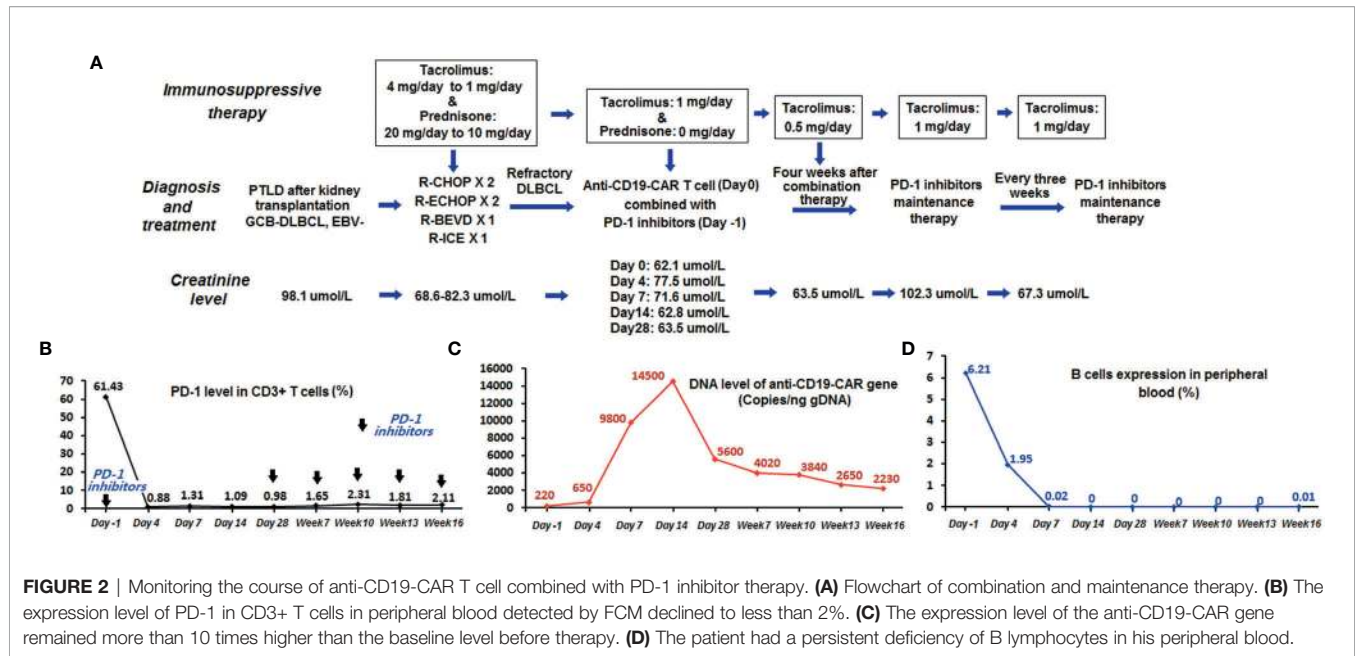 A
Immunosuppressive
therapy
Tacrolimus:
4 mg/day to 1 mg/day
&
Prednisone:
20 mg/day to 10 mg/day
Tacrolimus: 1 mg/day
&
Prednisone: 0 mg/day
Tacrolimus:
0.5 mg/day
Tacrolimus:
1 mg/day
Tacrolimus:
1 mg/day
Diagnosis
and
treatment
PTLD after kidney
transplantation
GCB-DLBCL, EBV-
R-CHOP X 2
R-ECHOP X 2
R-BEVD X 1
R-ICE X 1
Refractory
DLBCL
Anti-CD19-CAR T cell (Day 0)
combined with
PD-1 inhibitors (Day -1)
Four weeks after
combination
therapy
PD-1 inhibitors
maintenance
therapy
Every three
weeks
PD-1 inhibitors
maintenance
therapy
Creatinine
level
98.1 umol/L
68.6-82.3 umol/L
Day 0: 62.1 umol/L
Day 4: 77.5 umol/L
Day 7: 71.6 umol/L
Day14: 62.8 umol/L
Day28: 63.5 umol/L
63.5 umol/L
102.3 umol/L
67.3 umol/L
B
PD-1 level in CD3+ T cells (%)
70
60
50
40
30
20
10
0
61.43
PD-1
inhibitors
PD-1
inhibitors
0.88
1.31
1.09
0.98
1.65
2.31
1.81
2.11
Day -1
Day 4
Day 7
Day 14
Day 28
Week7
Week10
Week13
Week16
C
DNA level of anti-CD19-CAR gene
(Copies/ng gDNA)
16000
14000
12000
10000
8000
6000
4000
2000
0
220
650
9800
14500
5600
4020
3840
2650
2230
Day -1
Day 4
Day 7
Day 14
Day 28
Week7
Week10
Week13
Week16
D
B cells expression in peripheral
blood (%)
7
6
5
4
3
2
1
0
6.21
1.95
0.02
0
0
0
0
0
0.01
Day -1
Day 4
Day 7
Day 14
Day 28
Week7
Week10
Week13
Week16
FIGURE 2 | Monitoring the course of anti-CD19-CAR T cell combined with PD-1 inhibitor therapy. (A) Flowchart of combination and maintenance therapy. (B) The
expression level of PD-1 in CD3+ T cells in peripheral blood detected by FCM declined to less than 2%. (C) The expression level of the anti-CD19-CAR gene
remained more than 10 times higher than the baseline level before therapy. (D) The patient had a persistent deficiency of B lymphocytes in his peripheral blood.